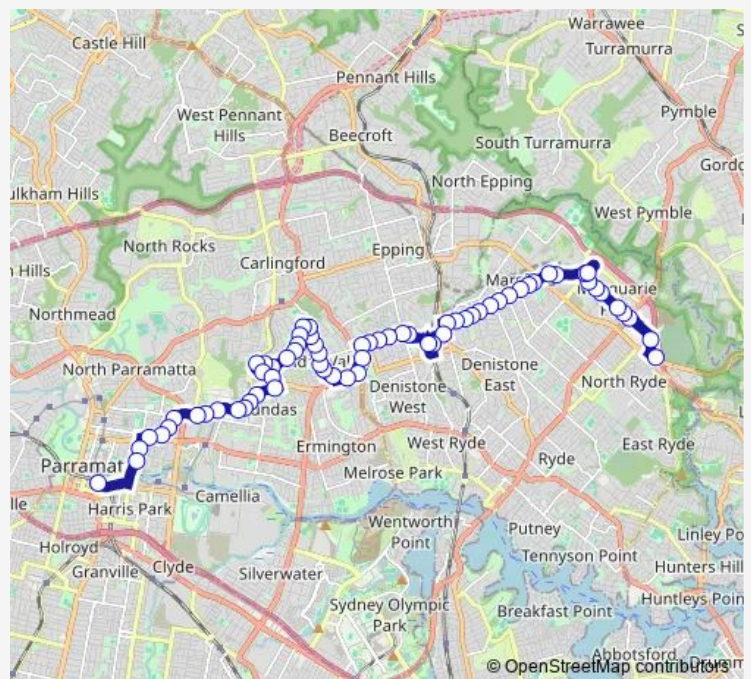 Warrawee
Castle Hill
Turramurra
Pennant Hills
West Pennant
Hills
Pymble
Beecroft
South Turramurra
North Epping
ulkham Hills
West Pymble
North Rocks
Epping
Carlingford
n Hills
Northmead
North Parramatta
Denistone
East
North Ryde
Denistone
West
Ermington
West Ryde
East Ryde
Ryde
Parramat
Melrose Park
Camellia
Harris Park
Wentworth
Point
Putney
Linley Po
Holroyd
Tennyson Point
Granville
Clyde
Silverwater
Hunters Hill
Huntleys Poin
Sydney Olympic
Park
Breakfast Point
Abbotsford
© OpenStreetMap contributors